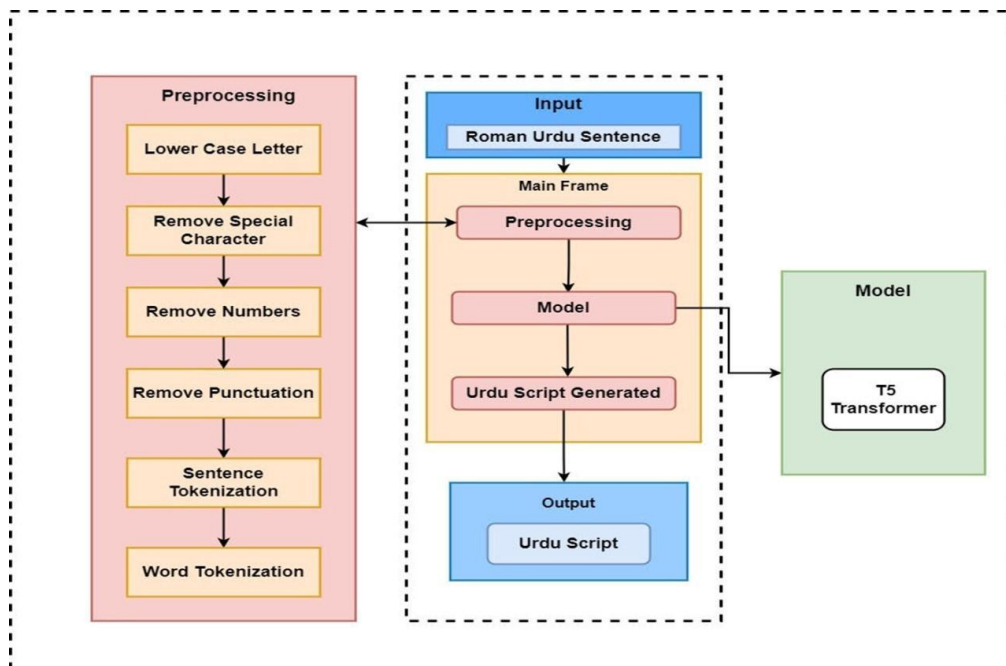 Preprocessing
Lower Case Letter
Remove Special
Character
Remove Numbers
Remove Punctuation
Sentence
Tokenization
Word Tokenization
Input
Roman Urdu Sentence
Main Frame
Preprocessing
Model
Urdu Script Generated
Output
Urdu Script
Model
T5
Transformer